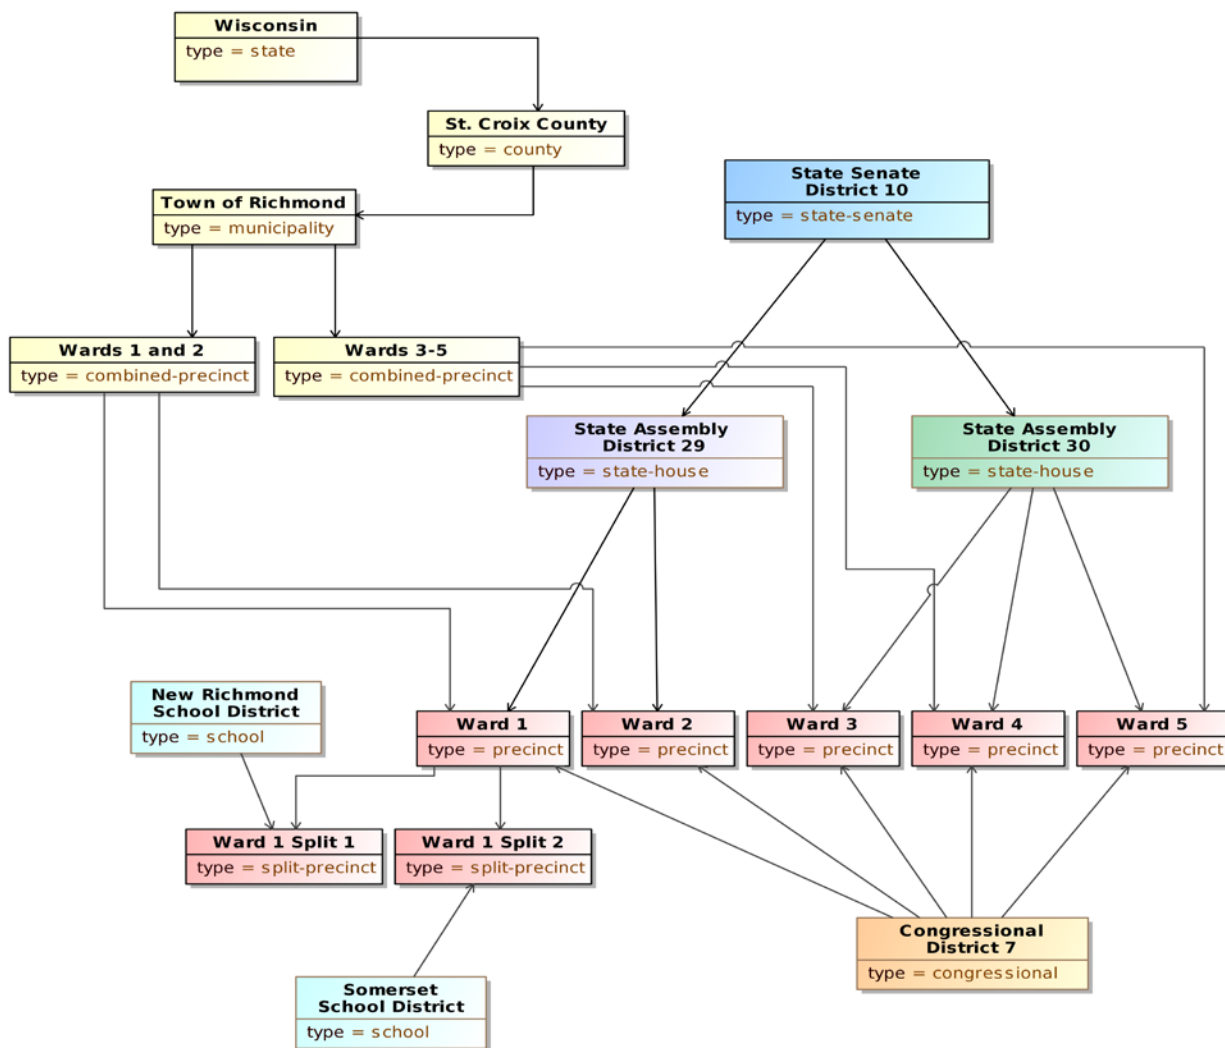 Wisconsin
type = state
St. Croix County
type = county
State Senate
District 10
type = state-senate
Town of Richmond
type = municipality
Wards 1 and 2
type = combined-precinct
Wards 3-5
type = combined-precinct
State Assembly
District 29
type = state-house
State Assembly
District 30
type = state-house
New Richmond
School District
type = school
Ward 1
type = precinct
Ward 2
type = precinct
Ward 3
type = precinct
Ward 4
type = precinct
Ward 5
type = precinct
Ward 1 Split 1
type = split-precinct
Ward 1 Split 2
type = split-precinct
Congressional
District 7
type = congressional
Somerset
School District
type = school